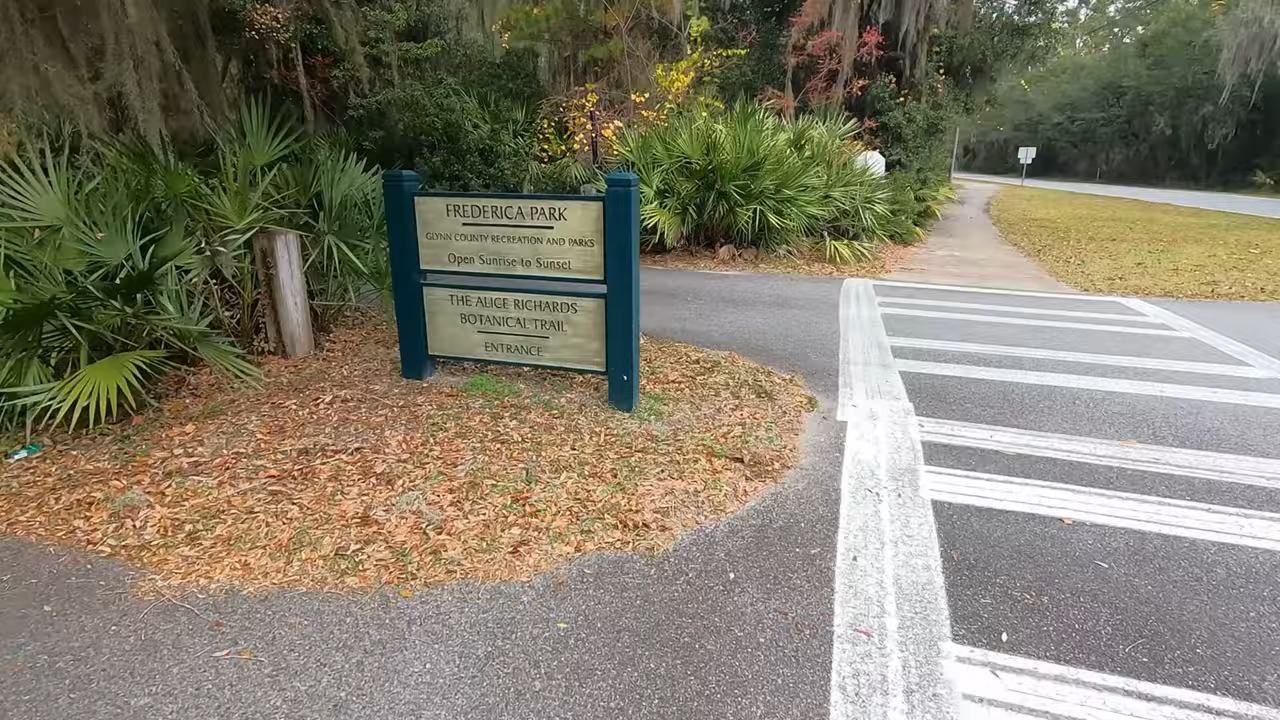 FREDERICA PARK
GLYNN COUNTY RECREATION AND PARKS
Open Sunrise to Sunset
THE ALICE RICHARDS
BOTANICAL TRAIL
ENTRANCE